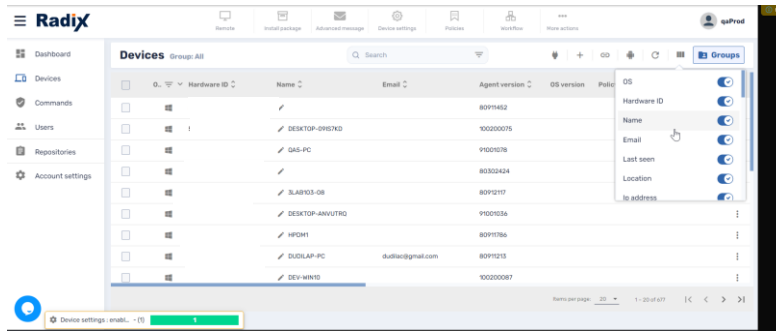 RadiX
Remote
Install package
Advanced message
Device settings
Policies
Workflow
More actions
qaProd
Dashboard
Devices
Commands
Users
Repositories
Account settings
Devices Group: All
Search
Groups
O.. Hardware ID Name Email Agent version OS version Polic
80911452
DESKTOP-09IS7KD 100200075
QAS-PC 91001078
80302424
3LAB103-08 80912117
DESKTOP-ANVUTRQ 91001036
HPDM1 80911786
DUDILAP-PC dudilac@gmail.com 80911213
DEV-WIN10 100200087
OS
Hardware ID
Name
Email
Last seen
Location
Ip address
Items per page: 20 1 - 20 of 677
Device settings : enabl... - (1) 1